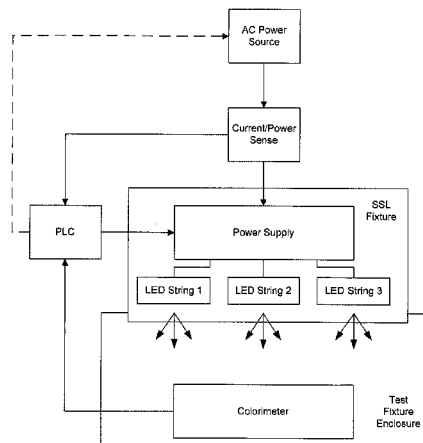 AC Power
Source
Current/Power
Sense
SSL
Fixture
PLC
Power Supply
LED String 1
LED String 2
LED String 3
Colorimeter
Test
Fixture
Enclosure